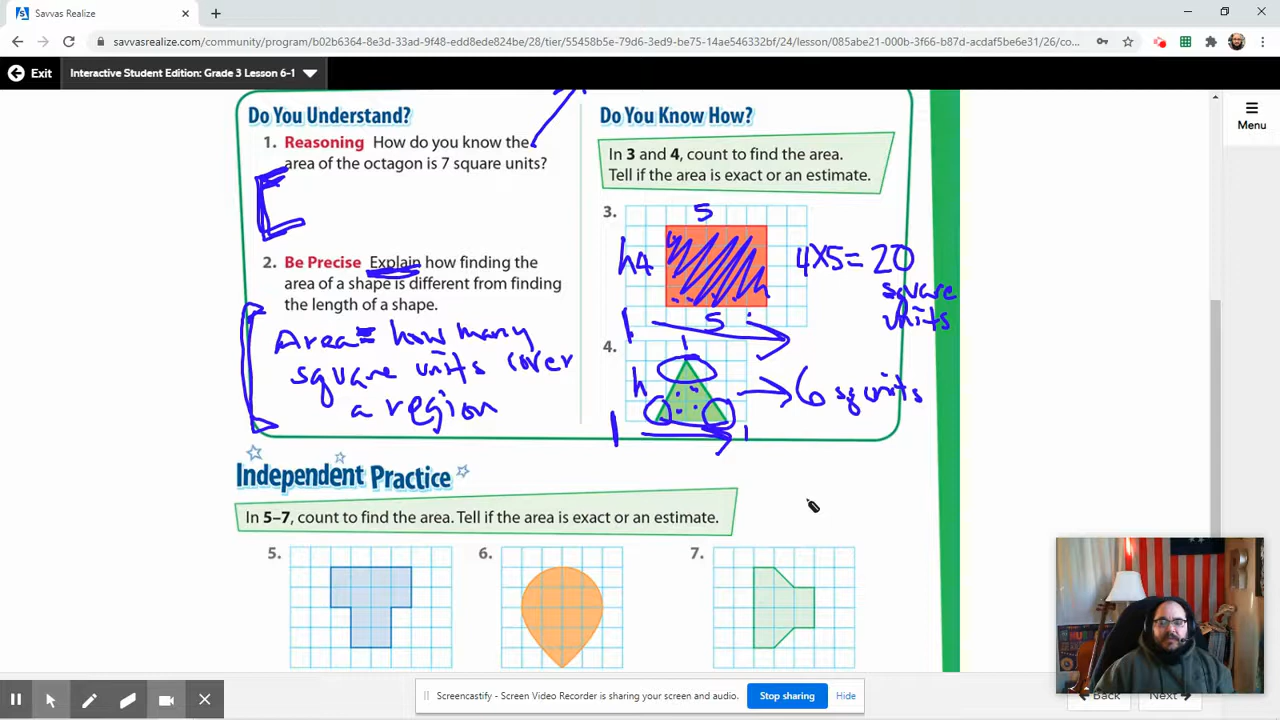 Savvas Realize
savvasrealize.com/community/program/b02b6364-8e3d-33ad-9f48-edd8ede824be/28/tier/55458b5e-79d6-3ed9-be75-14ae546332bf/24/lesson/085abe21-000b-3f66-b87d-acdaf5be6e31/26/co...
Exit
Interactive Student Edition: Grade 3 Lesson 6-1
Menu
Do You Understand?
1. Reasoning How do you know the
area of the octagon is 7 square units?
2. Be Precise Explain how finding the
area of a shape is different from finding
the length of a shape.
Area = how many
square units cover
a region
Do You Know How?
In 3 and 4, count to find the area.
Tell if the area is exact or an estimate.
3.
5
h4
4x5=20
square
units
5
4.
h
6 sq units
Independent Practice
In 5–7, count to find the area. Tell if the area is exact or an estimate.
5.
6.
7.
Screencastify - Screen Video Recorder is sharing your screen and audio.
Stop sharing
Hide
Back
Next